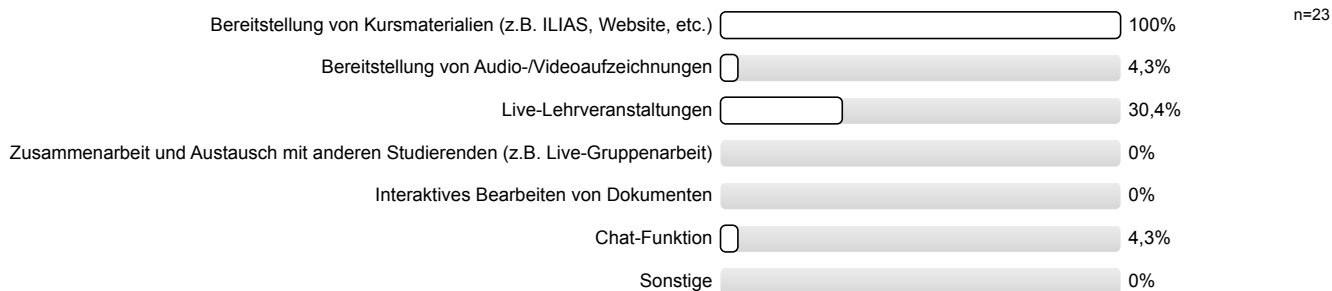 Bereitstellung von Kursmaterialien (z.B. ILIAS, Website, etc.) 100% n=23
Bereitstellung von Audio-/Videoaufzeichnungen 4,3%
Live-Lehrveranstaltungen 30,4%
Zusammenarbeit und Austausch mit anderen Studierenden (z.B. Live-Gruppenarbeit) 0%
Interaktives Bearbeiten von Dokumenten 0%
Chat-Funktion 4,3%
Sonstige 0%